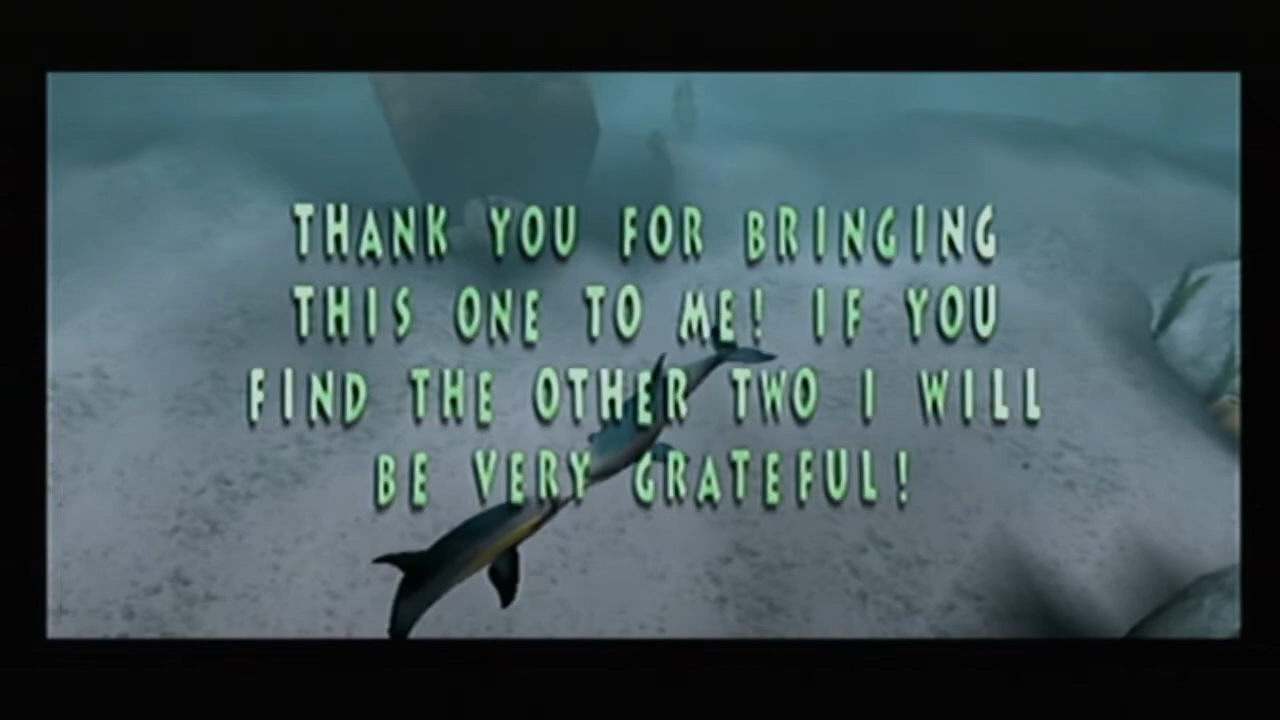 THANK YOU FOR BRINGING
THIS ONE TO ME! IF YOU
FIND THE OTHER TWO I WILL
BE VERY GRATEFUL!